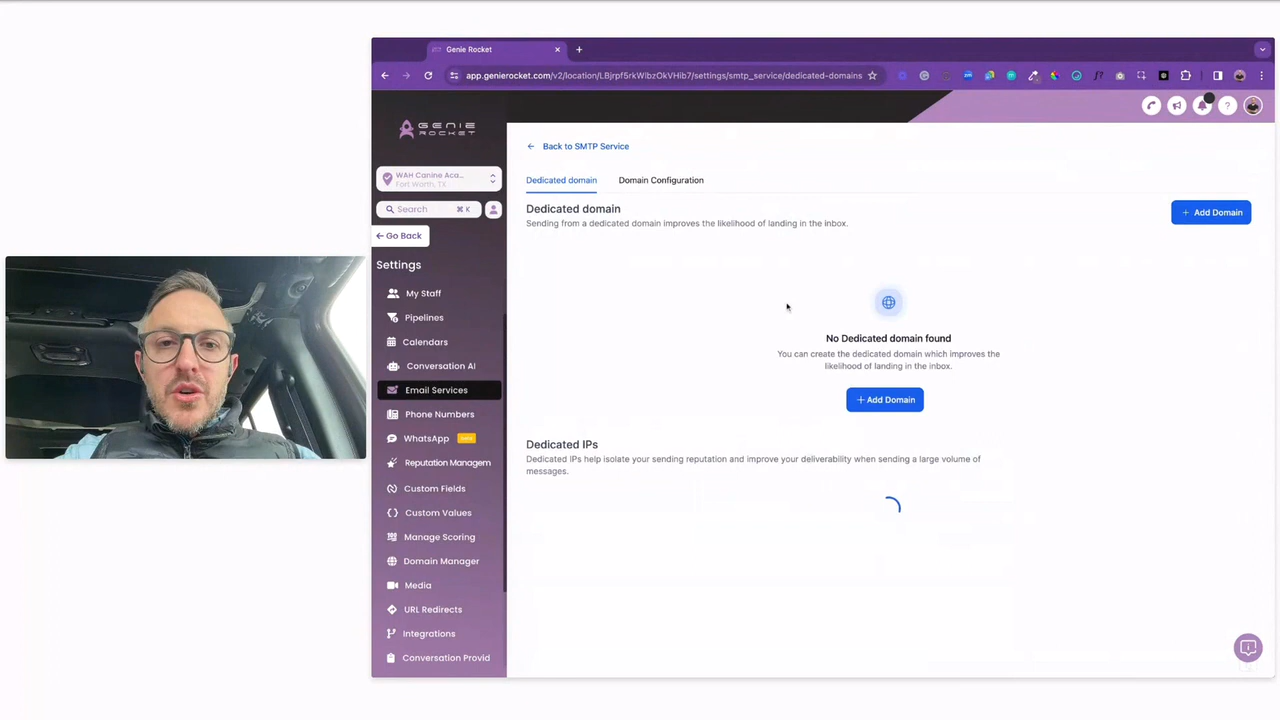 Genie Rocket
app.genierocket.com/v2/location/LBjrpf5rkWlbzOkVHib7/settings/smtp_service/dedicated-domains
GENIE
ROCKET
WAH Canine Aca...
Fort Worth, TX
Search ⌘ K
← Go Back
Settings
My Staff
Pipelines
Calendars
Conversation AI
Email Services
Phone Numbers
WhatsApp
Reputation Managem
Custom Fields
Custom Values
Manage Scoring
Domain Manager
Media
URL Redirects
Integrations
Conversation Provid
← Back to SMTP Service
Dedicated domain Domain Configuration
Dedicated domain
Sending from a dedicated domain improves the likelihood of landing in the inbox.
+ Add Domain
No Dedicated domain found
You can create the dedicated domain which improves the
likelihood of landing in the inbox.
+ Add Domain
Dedicated IPs
Dedicated IPs help isolate your sending reputation and improve your deliverability when sending a large volume of
messages.